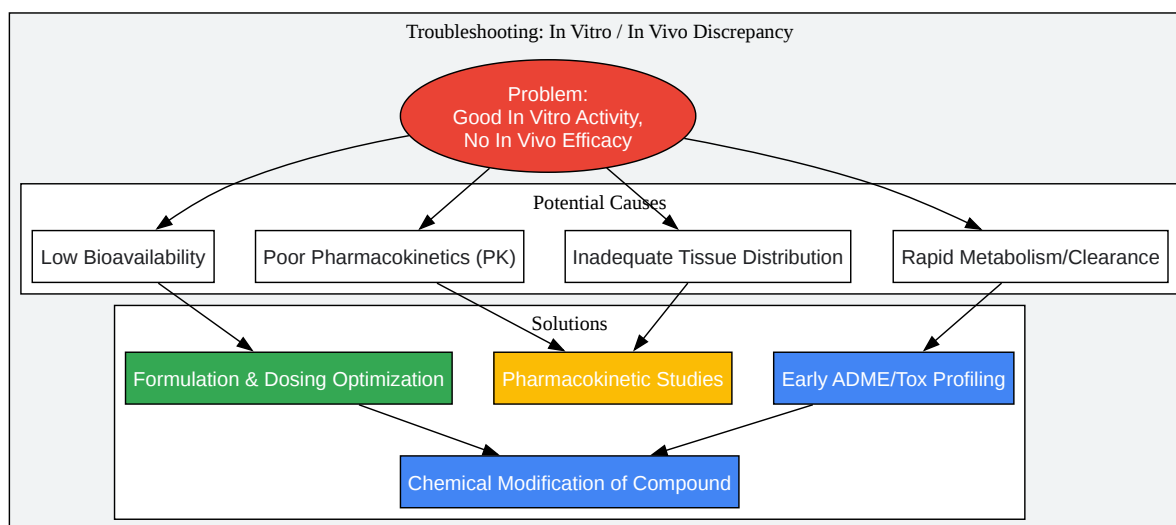 Troubleshooting: In Vitro / In Vivo Discrepancy
Problem:
Good In Vitro Activity,
No In Vivo Efficacy
Potential Causes
Low Bioavailability
Poor Pharmacokinetics (PK)
Inadequate Tissue Distribution
Rapid Metabolism/Clearance
Solutions
Formulation & Dosing Optimization
Pharmacokinetic Studies
Early ADME/Tox Profiling
Chemical Modification of Compound